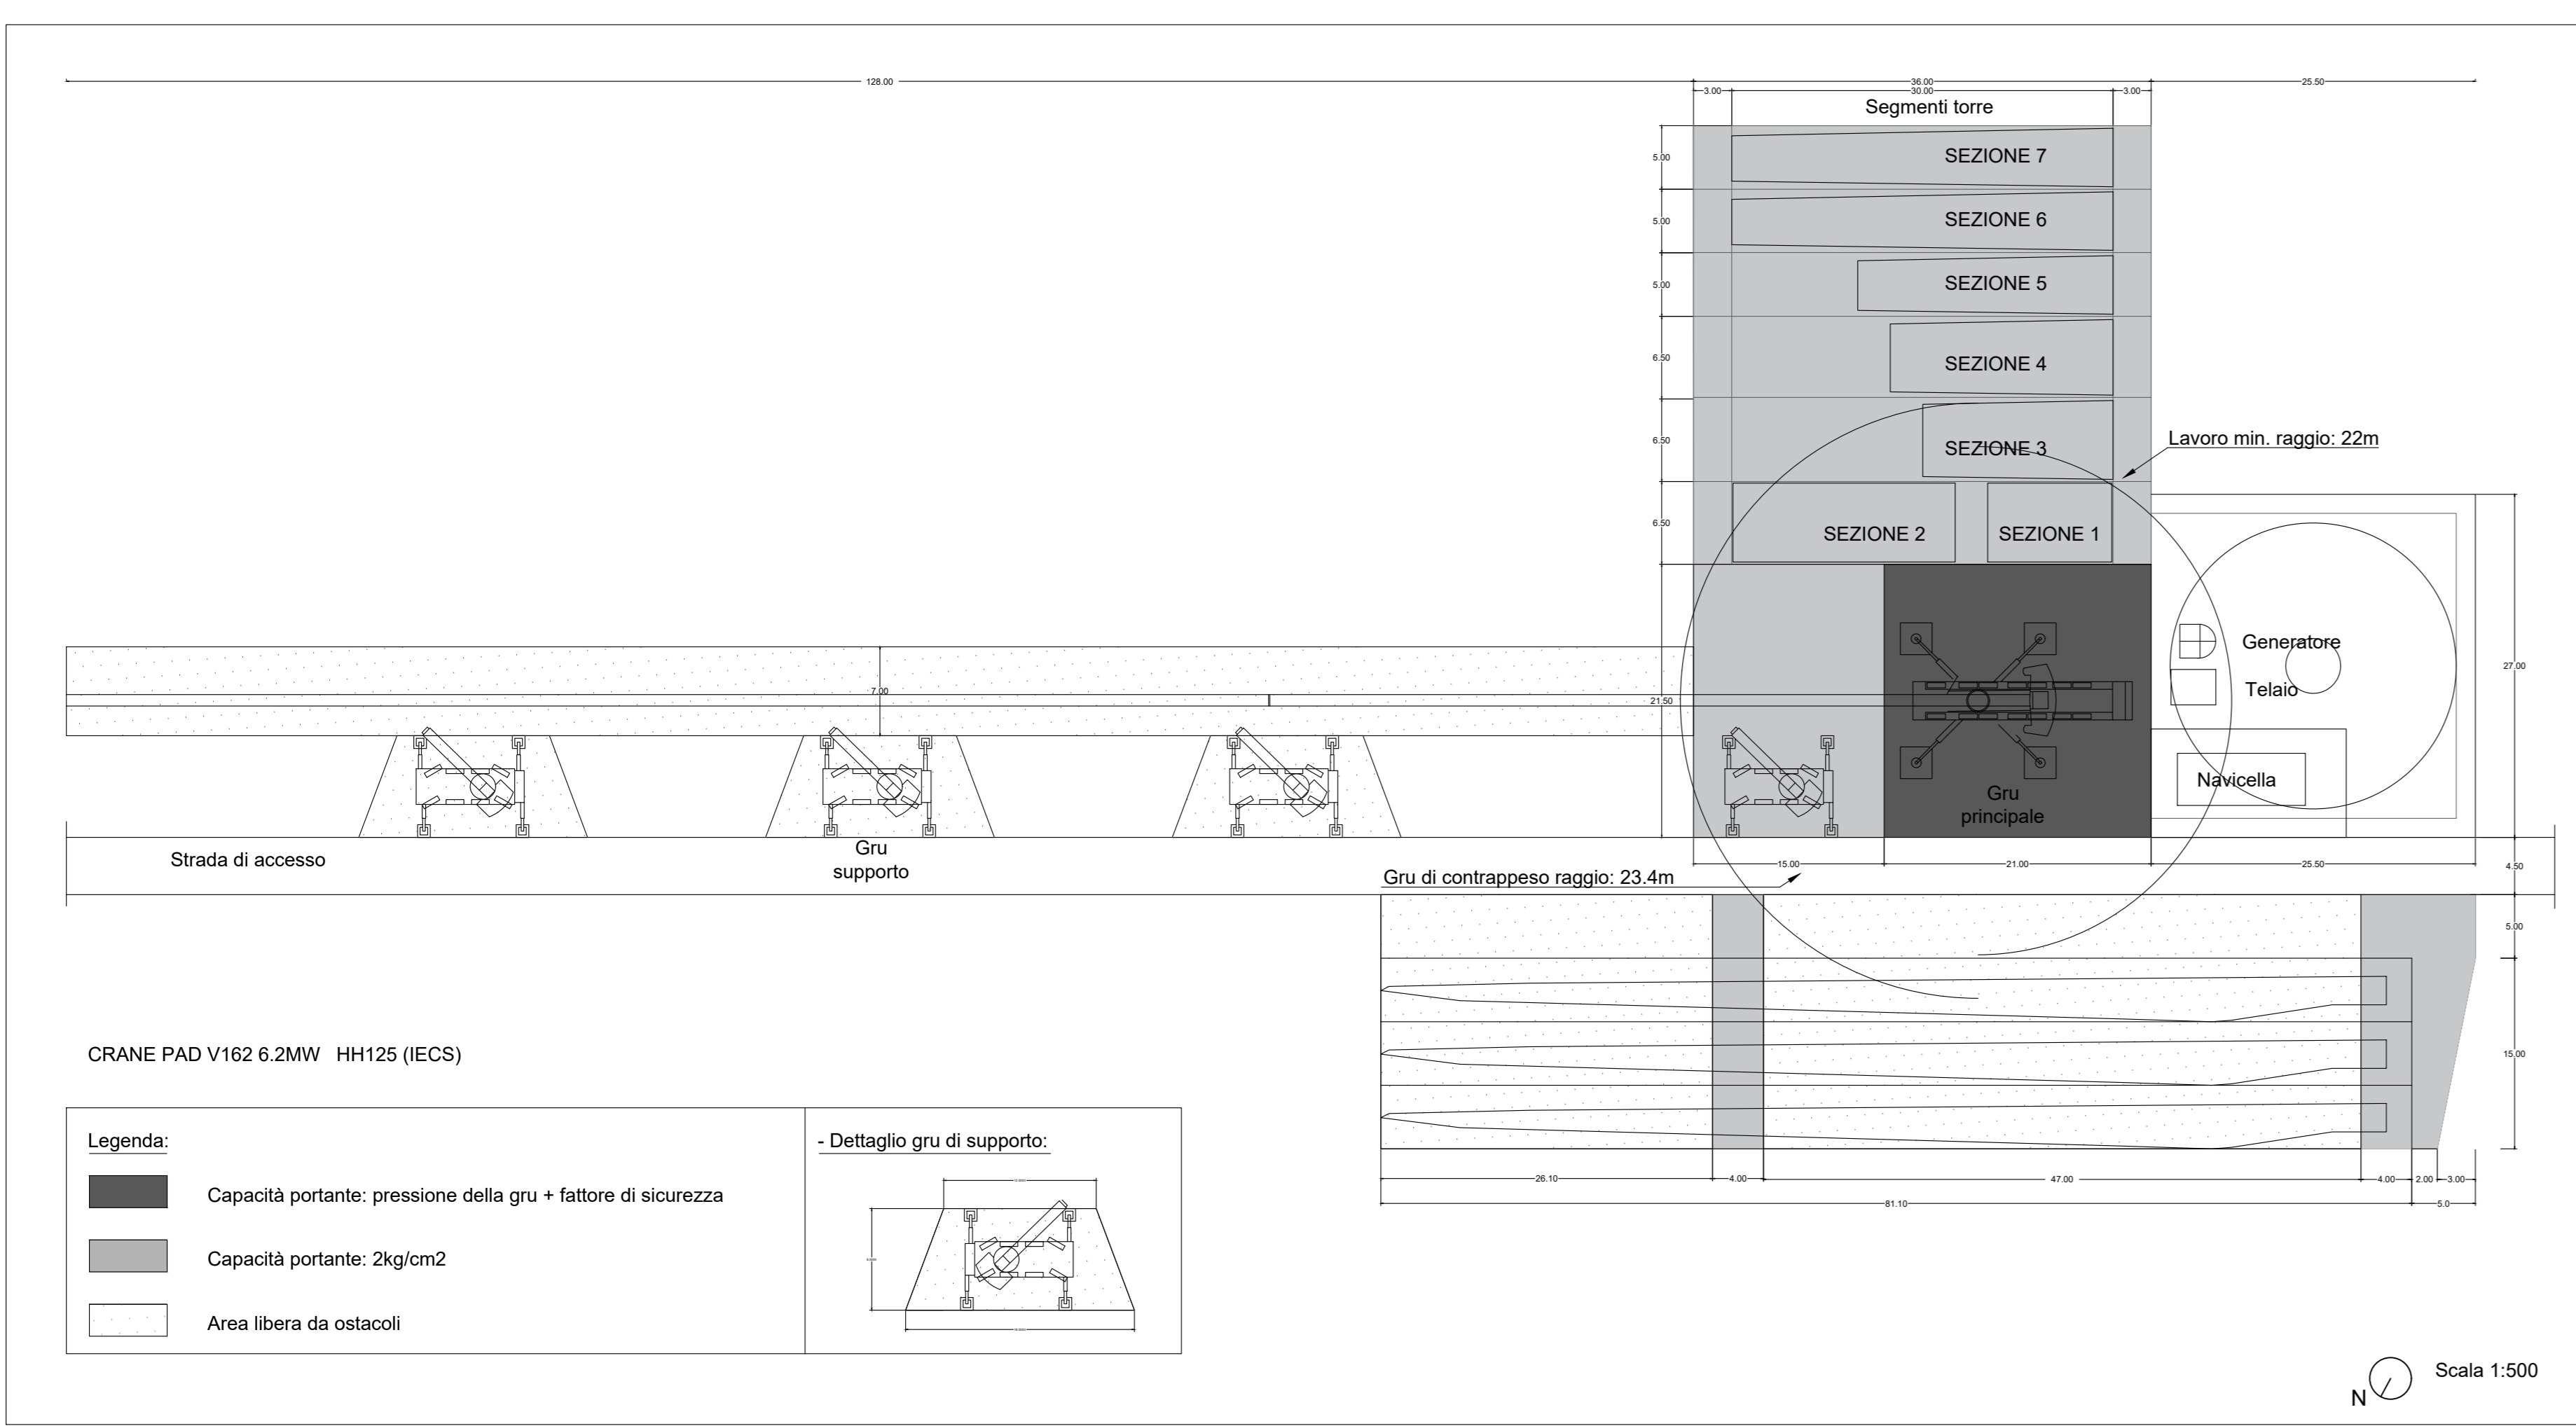 128.00
36.00
25.50
3.00
30.00
3.00
Segmenti torre
5.00
SEZIONE 7
5.00
SEZIONE 6
5.00
SEZIONE 5
6.50
SEZIONE 4
6.50
SEZIONE 3
Lavoro min. raggio: 22m
6.50
SEZIONE 2
SEZIONE 1
Generatore
27.00
7.00
Telaio
21.50
Navicella
Gru
principale
Strada di accesso
Gru
supporto
15.00
21.00
25.50
4.50
Gru di contrappeso raggio: 23.4m
5.00
CRANE PAD V162 6.2MW HH125 (IECS)
15.00
Legenda:
- Dettaglio gru di supporto:
Capacità portante: pressione della gru + fattore di sicurezza
26.10
4.00
47.00
4.00
2.00
3.00
81.10
5.0
Capacità portante: 2kg/cm2
Area libera da ostacoli
N
Scala 1:500